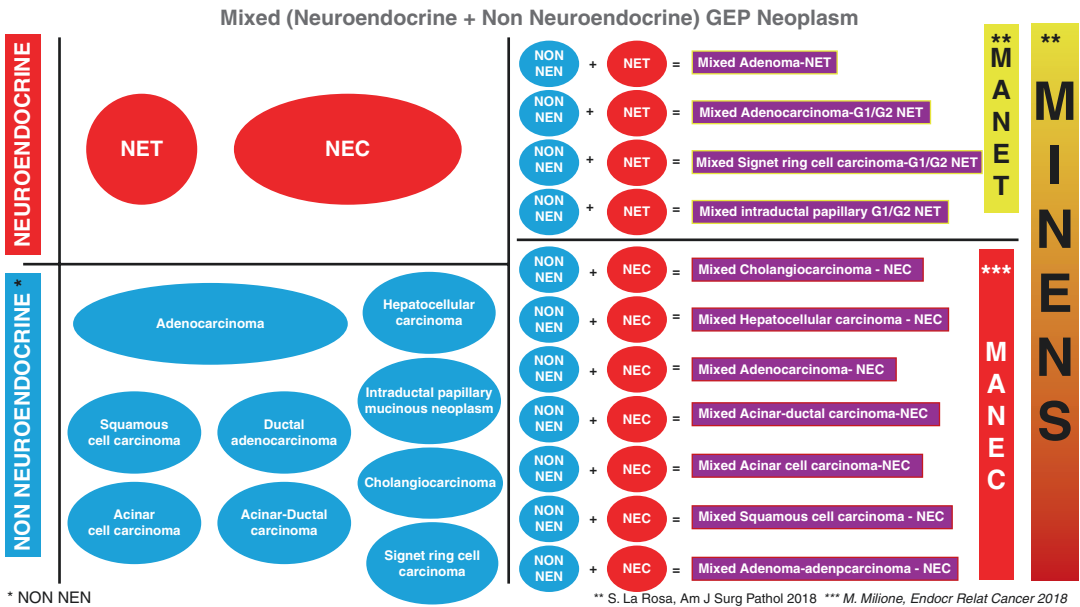 Mixed (Neuroendocrine + Non Neuroendocrine) GEP Neoplasm
NEUROENDOCRINE
NET
NEC
NON NEUROENDOCRINE *
Adenocarcinoma
Hepatocellular
carcinoma
Intraductal papillary
mucinous neoplasm
Squamous
cell carcinoma
Ductal
adenocarcinoma
Cholangiocarcinoma
Acinar
cell carcinoma
Acinar-Ductal
carcinoma
Signet ring cell
carcinoma
* NON NEN
NON
NEN + NET = Mixed Adenoma-NET
NON
NEN + NET = Mixed Adenocarcinoma-G1/G2 NET
NON
NEN + NET = Mixed Signet ring cell carcinoma-G1/G2 NET
NON
NEN + NET = Mixed intraductal papillary G1/G2 NET
** MANET
NON
NEN + NEC = Mixed Cholangiocarcinoma - NEC
NON
NEN + NEC = Mixed Hepatocellular carcinoma - NEC
NON
NEN + NEC = Mixed Adenocarcinoma- NEC
NON
NEN + NEC = Mixed Acinar-ductal carcinoma-NEC
NON
NEN + NEC = Mixed Acinar cell carcinoma-NEC
NON
NEN + NEC = Mixed Squamous cell carcinoma - NEC
NON
NEN + NEC = Mixed Adenoma-adenpcarcinoma - NEC
*** MANEC
** MINENS
** S. La Rosa, Am J Surg Pathol 2018 *** M. Milione, Endocr Relat Cancer 2018